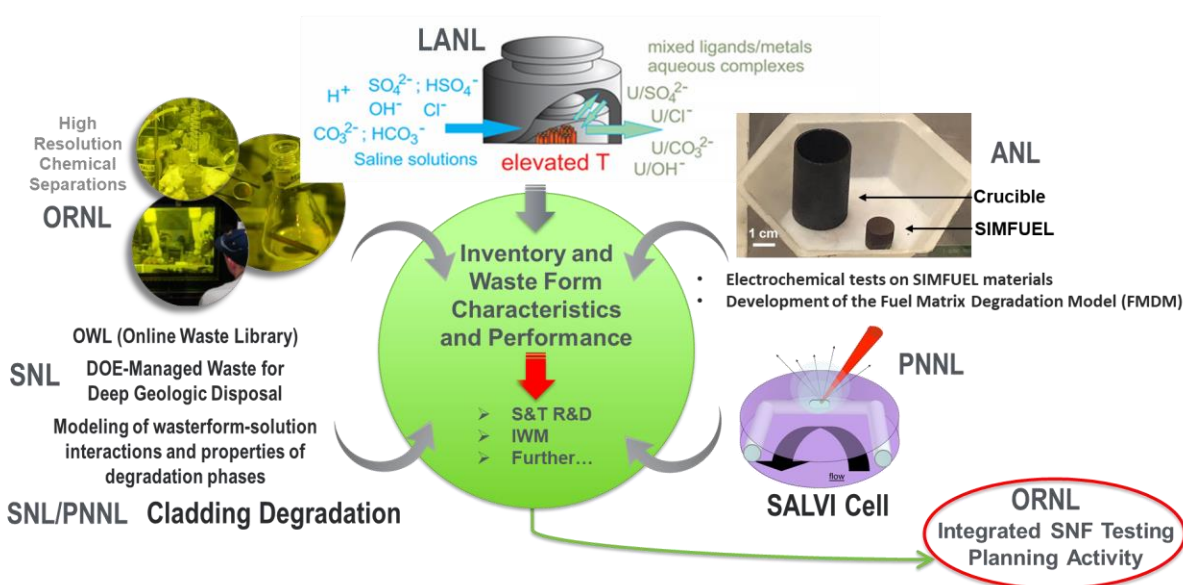 LANL
H⁺ SO₄²⁻ ; HSO₄⁻
OH⁻ Cl⁻
CO₃²⁻ ; HCO₃⁻
Saline solutions
elevated T
mixed ligands/metals
aqueous complexes
U/SO₄²⁻
U/Cl⁻
U/CO₃²⁻
U/OH⁻
High
Resolution
Chemical
Separations
ORNL
ANL
Crucible
SIMFUEL
1 cm
• Electrochemical tests on SIMFUEL materials
• Development of the Fuel Matrix Degradation Model (FMDM)
Inventory and
Waste Form
Characteristics
and Performance
➢ S&T R&D
➢ IWM
➢ Further…
OWL (Online Waste Library)
SNL
DOE-Managed Waste for
Deep Geologic Disposal
Modeling of wasterform-solution
interactions and properties of
degradation phases
SNL/PNNL Cladding Degradation
PNNL
flow
SALVI Cell
ORNL
Integrated SNF Testing
Planning Activity